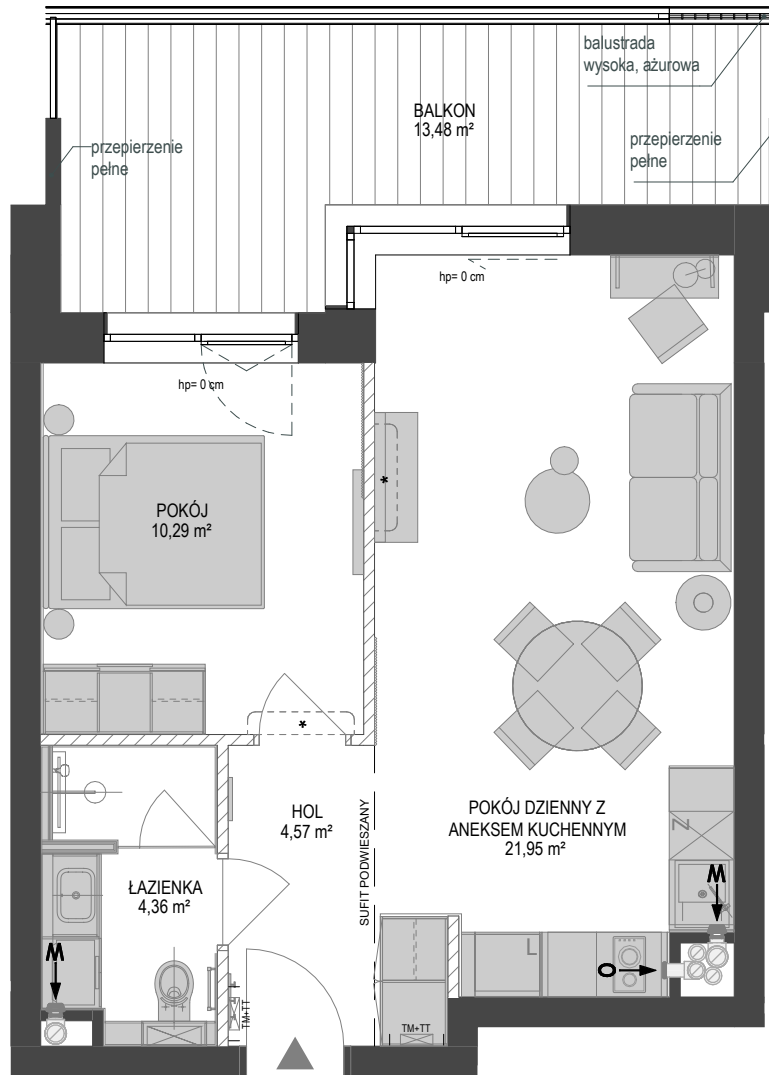 balustrada
wysoka, ażurowa
BALKON
13,48 m²
przepierzenie
pełne
przepierzenie
pełne
hp= 0 cm
hp= 0 cm
*
POKÓJ
10,29 m²
*
HOL
4,57 m²
SUFIT PODWIESZANY
POKÓJ DZIENNY Z
ANEKSEM KUCHENNYM
21,95 m²
Z
ŁAZIENKA
4,36 m²
M
M
L
O
TM+TT
TM+TT